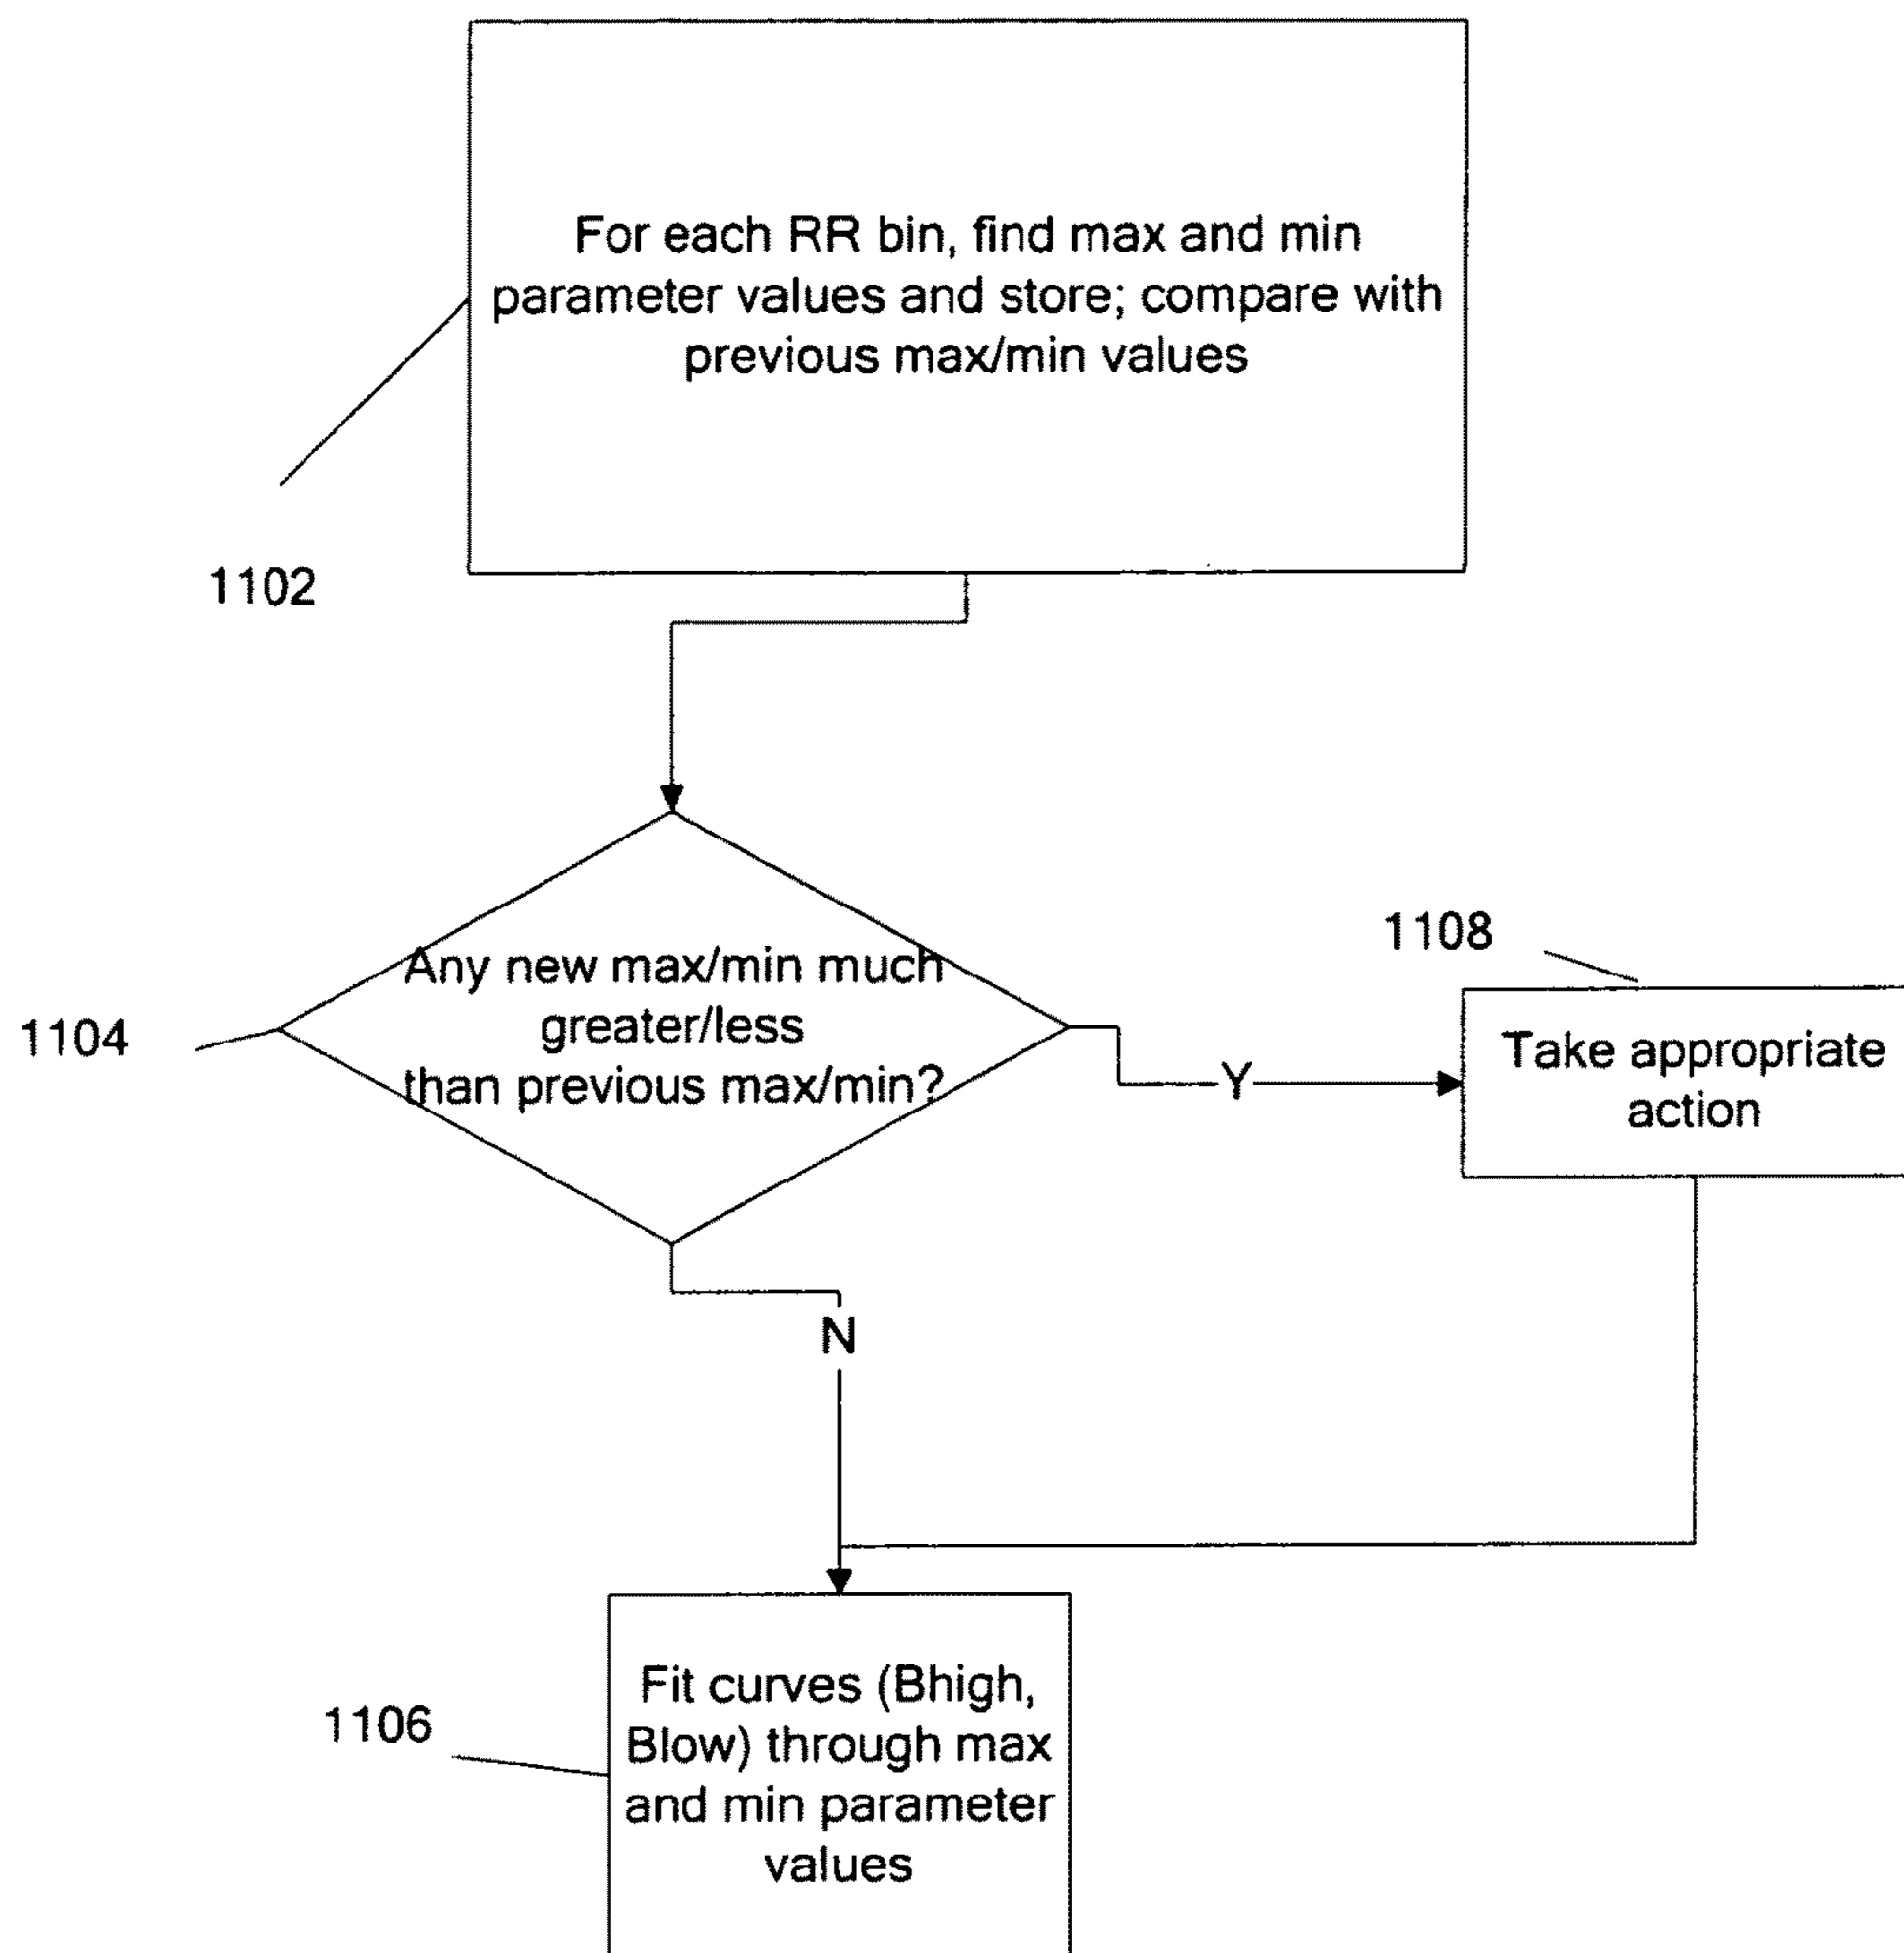 For each RR bin, find max and min
parameter values and store; compare with
previous max/min values
1102
Any new max/min much
greater/less
than previous max/min?
1104
1108
Y
Take appropriate
action
N
1106
Fit curves (Bhigh,
Blow) through max
and min parameter
values